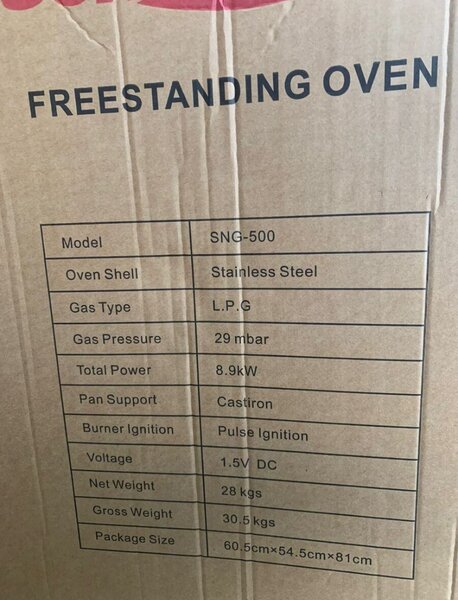 FREESTANDING OVEN
Model SNG-500
Oven Shell Stainless Steel
Gas Type L.P.G
Gas Pressure 29 mbar
Total Power 8.9kW
Pan Support Castiron
Burner Ignition Pulse Ignition
Voltage 1.5V DC
Net Weight 28 kgs
Gross Weight 30.5 kgs
Package Size 60.5cm×54.5cm×81cm